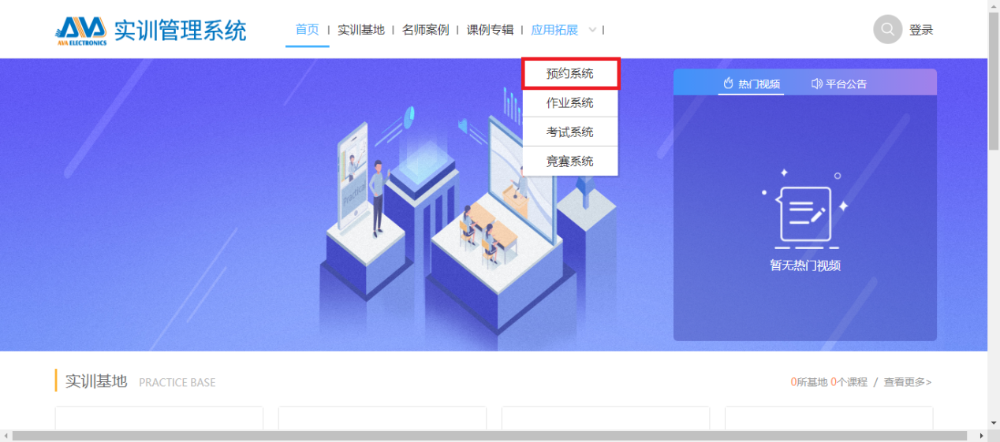 AVA ELECTRONICS 实训管理系统 首页 | 实训基地 | 名师案例 | 课例专辑 | 应用拓展 | 登录
预约系统
作业系统
考试系统
竞赛系统
热门视频 平台公告
Practical
暂无热门视频
实训基地 PRACTICE BASE 0所基地 0个课程 / 查看更多>